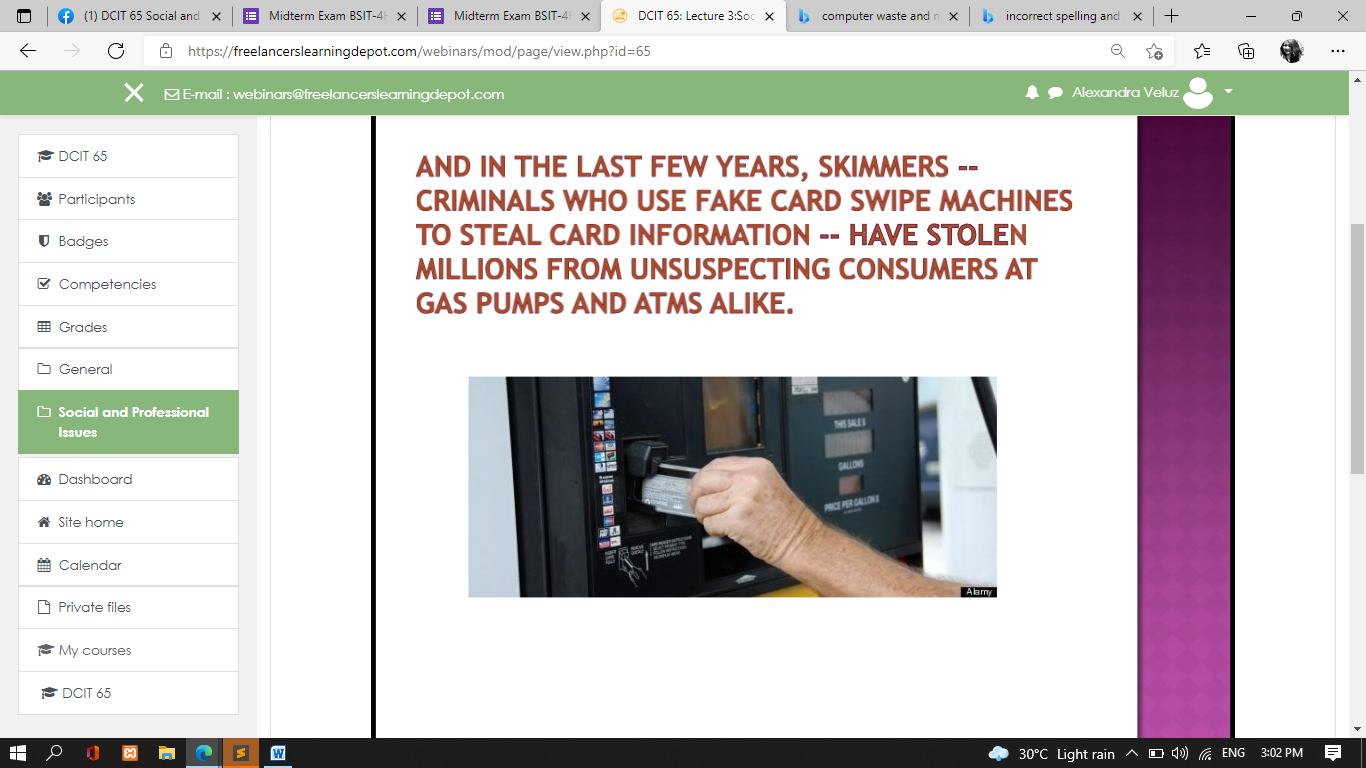 (1) DCIT 65 Social and
Midterm Exam BSIT-4
Midterm Exam BSIT-4
DCIT 65: Lecture 3:Soc
computer waste and
incorrect spelling and
https://freelancerslearningdepot.com/webinars/mod/page/view.php?id=65
E-mail : webinars@freelancerslearningdepot.com
Alexandra Veluz
DCIT 65
Participants
Badges
Competencies
Grades
General
Social and Professional
Issues
Dashboard
Site home
Calendar
Private files
My courses
DCIT 65
AND IN THE LAST FEW YEARS, SKIMMERS --
CRIMINALS WHO USE FAKE CARD SWIPE MACHINES
TO STEAL CARD INFORMATION -- HAVE STOLEN
MILLIONS FROM UNSUSPECTING CONSUMERS AT
GAS PUMPS AND ATMS ALIKE.
THIS SALE $
GALLONS
PRICE PER GALLON $
Alamy
30°C Light rain
ENG
3:02 PM